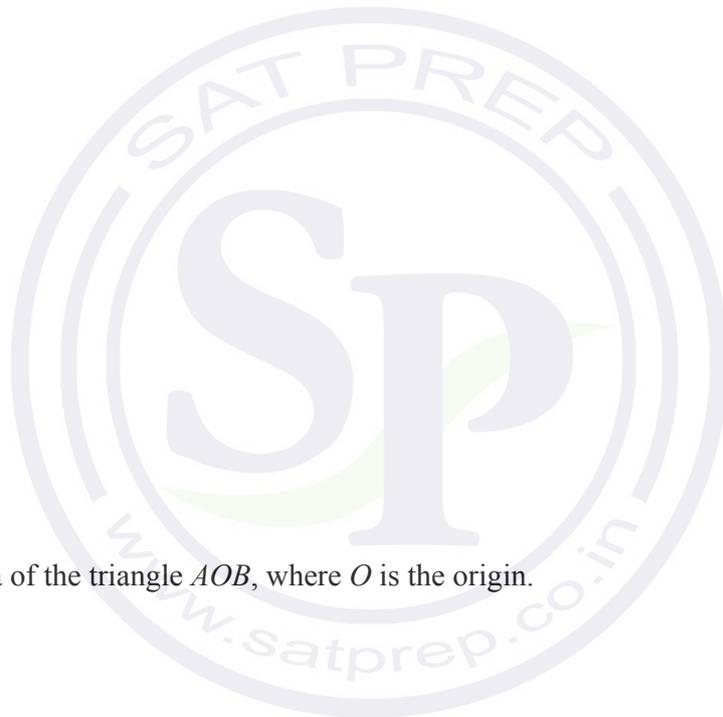 SAT PREP
SP
of the triangle AOB, where O is the origin.
www.satprep.co.in